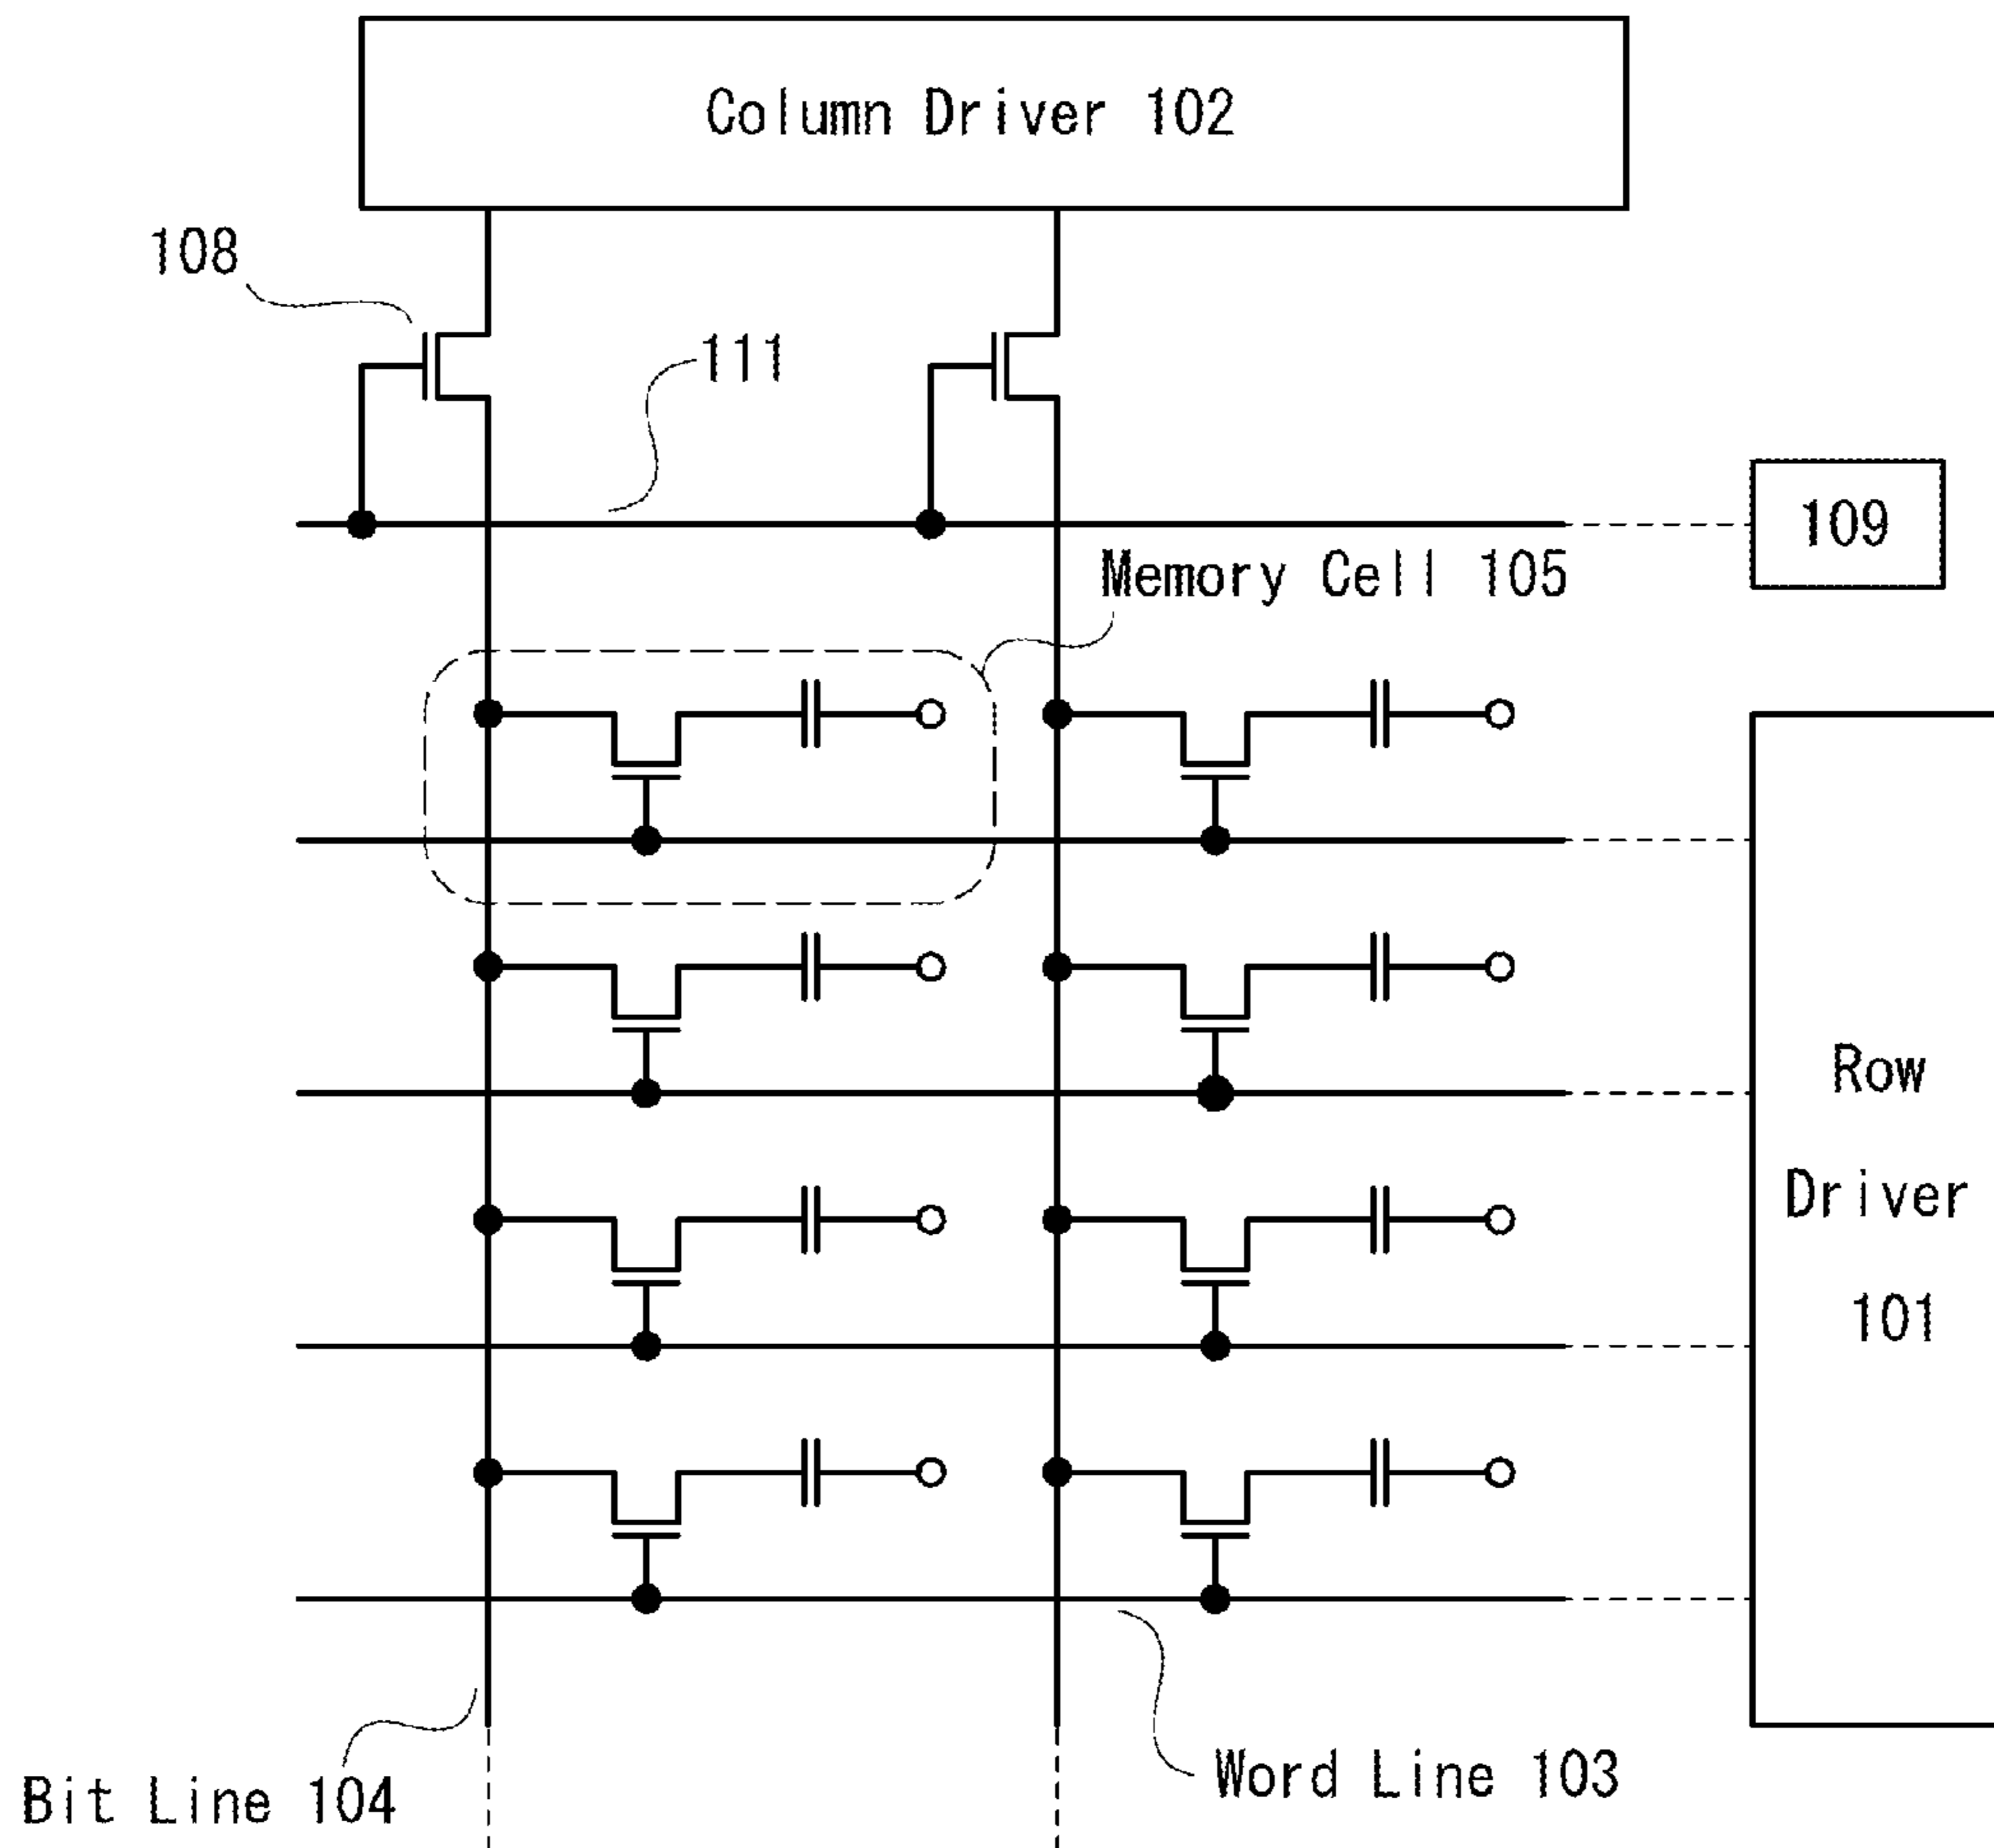 Column Driver 102
108
111
109
Memory Cell 105
Row
Driver
101
Bit Line 104
Word Line 103